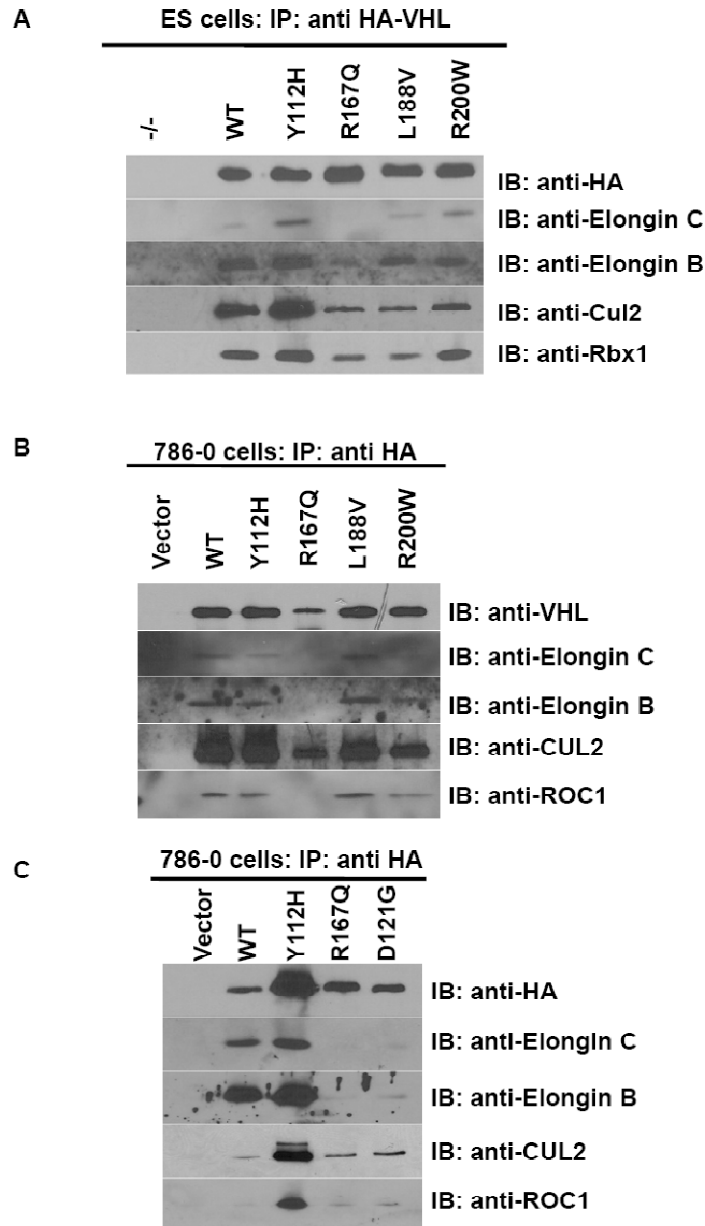 A
ES cells: IP: anti HA-VHL
-/-
WT
Y112H
R167Q
L188V
R200W
IB: anti-HA
IB: anti-Elongin C
IB: anti-Elongin B
IB: anti-Cul2
IB: anti-Rbx1
B
786-0 cells: IP: anti HA
Vector
WT
Y112H
R167Q
L188V
R200W
IB: anti-VHL
IB: anti-Elongin C
IB: anti-Elongin B
IB: anti-CUL2
IB: anti-ROC1
C
786-0 cells: IP: anti HA
Vector
WT
Y112H
R167Q
D121G
IB: anti-HA
IB: anti-Elongin C
IB: anti-Elongin B
IB: anti-CUL2
IB: anti-ROC1